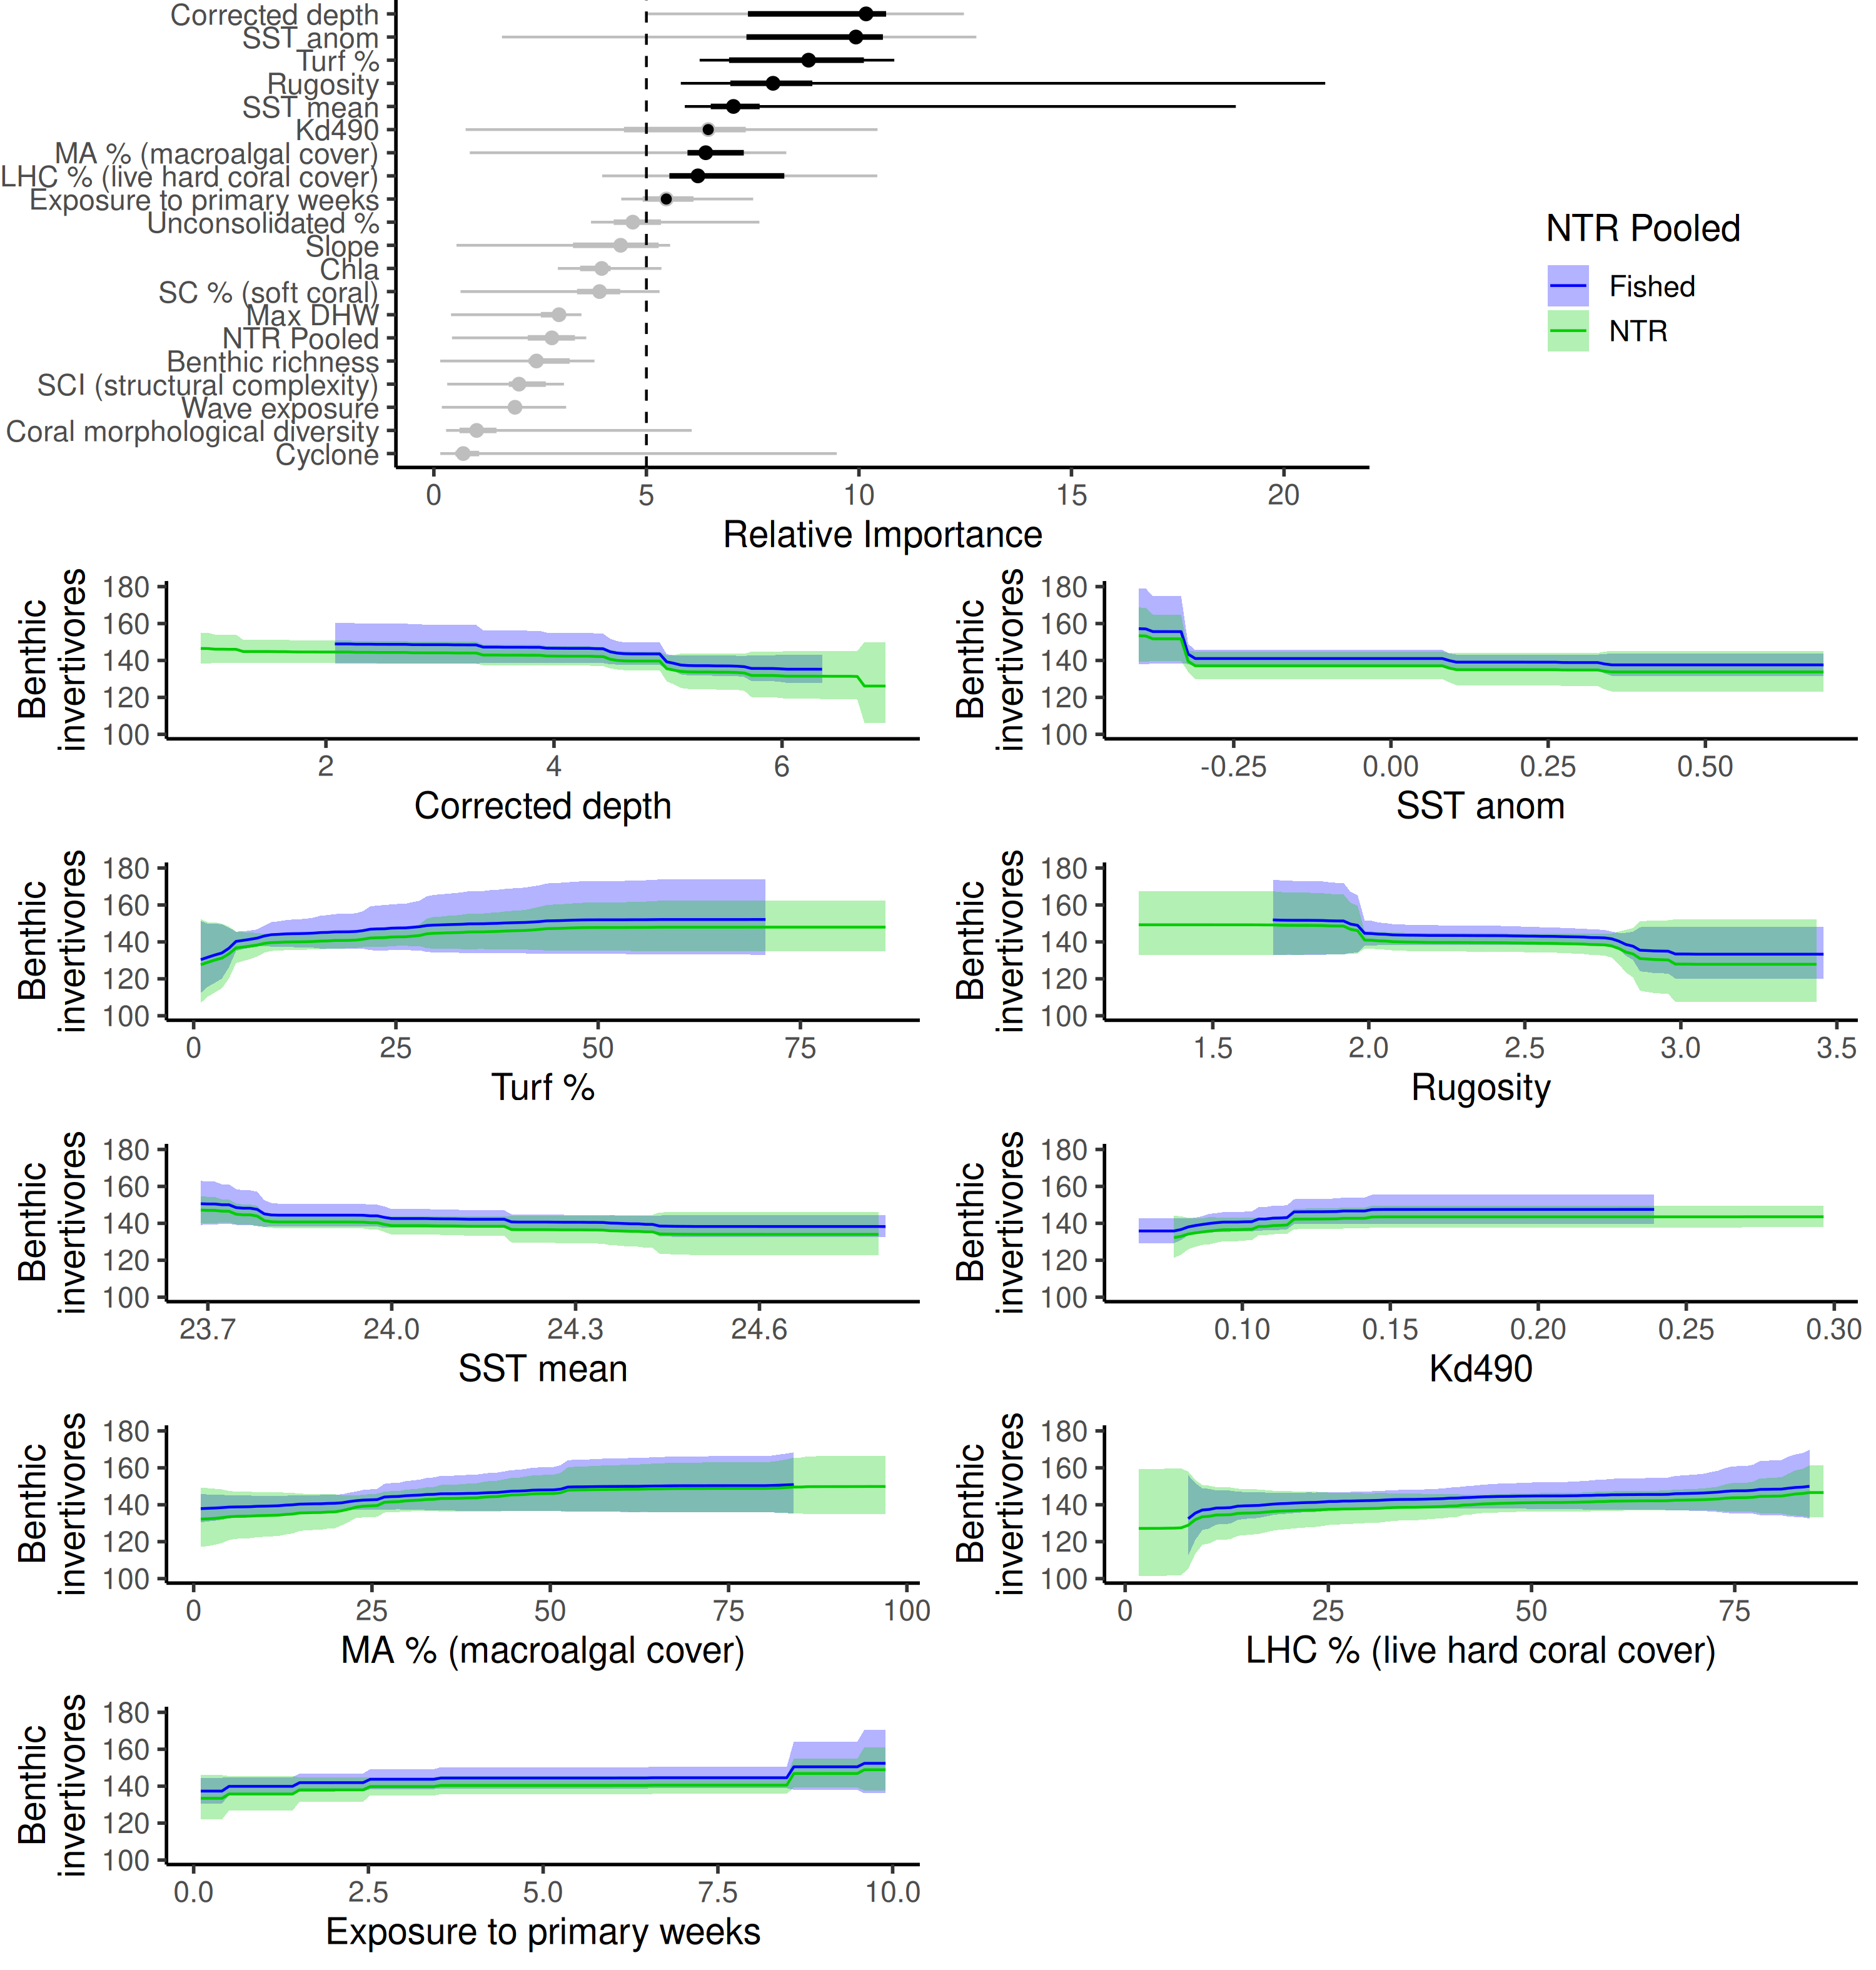 Corrected depth
SST anom
Turf %
Rugosity
SST mean
Kd490
MA % (macroalgal cover)
LHC % (live hard coral cover)
Exposure to primary weeks
Unconsolidated %
Slope
Chla
SC % (soft coral)
Max DHW
NTR Pooled
Benthic richness
SCI (structural complexity)
Wave exposure
Coral morphological diversity
Cyclone
0 5 10 15 20
Relative Importance
NTR Pooled
Fished
NTR
Benthic
invertivores
180
160
140
120
100
2 4 6
Corrected depth
Benthic
invertivores
180
160
140
120
100
-0.25 0.00 0.25 0.50
SST anom
Benthic
invertivores
180
160
140
120
100
0 25 50 75
Turf %
Benthic
invertivores
180
160
140
120
100
1.5 2.0 2.5 3.0 3.5
Rugosity
Benthic
invertivores
180
160
140
120
100
23.7 24.0 24.3 24.6
SST mean
Benthic
invertivores
180
160
140
120
100
0.10 0.15 0.20 0.25 0.30
Kd490
Benthic
invertivores
180
160
140
120
100
0 25 50 75 100
MA % (macroalgal cover)
Benthic
invertivores
180
160
140
120
100
0 25 50 75
LHC % (live hard coral cover)
Benthic
invertivores
180
160
140
120
100
0.0 2.5 5.0 7.5 10.0
Exposure to primary weeks